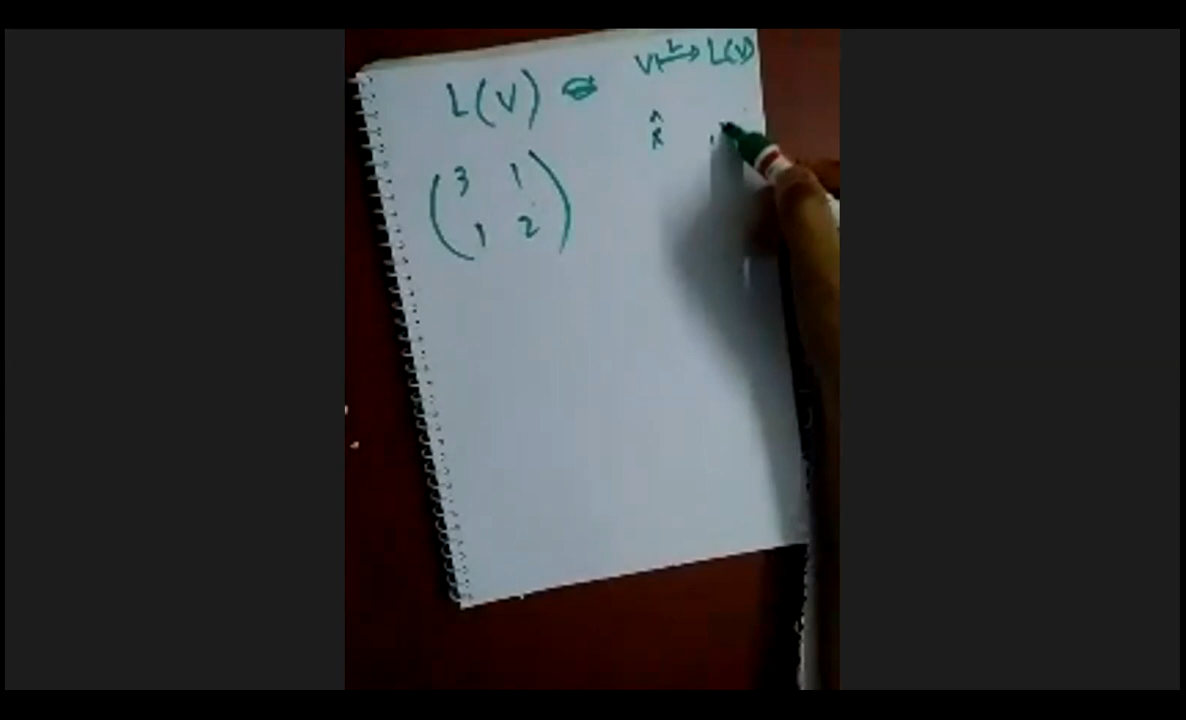 L(V) V ↦ L(V)
L
x̂
( 3 1
1 2 )